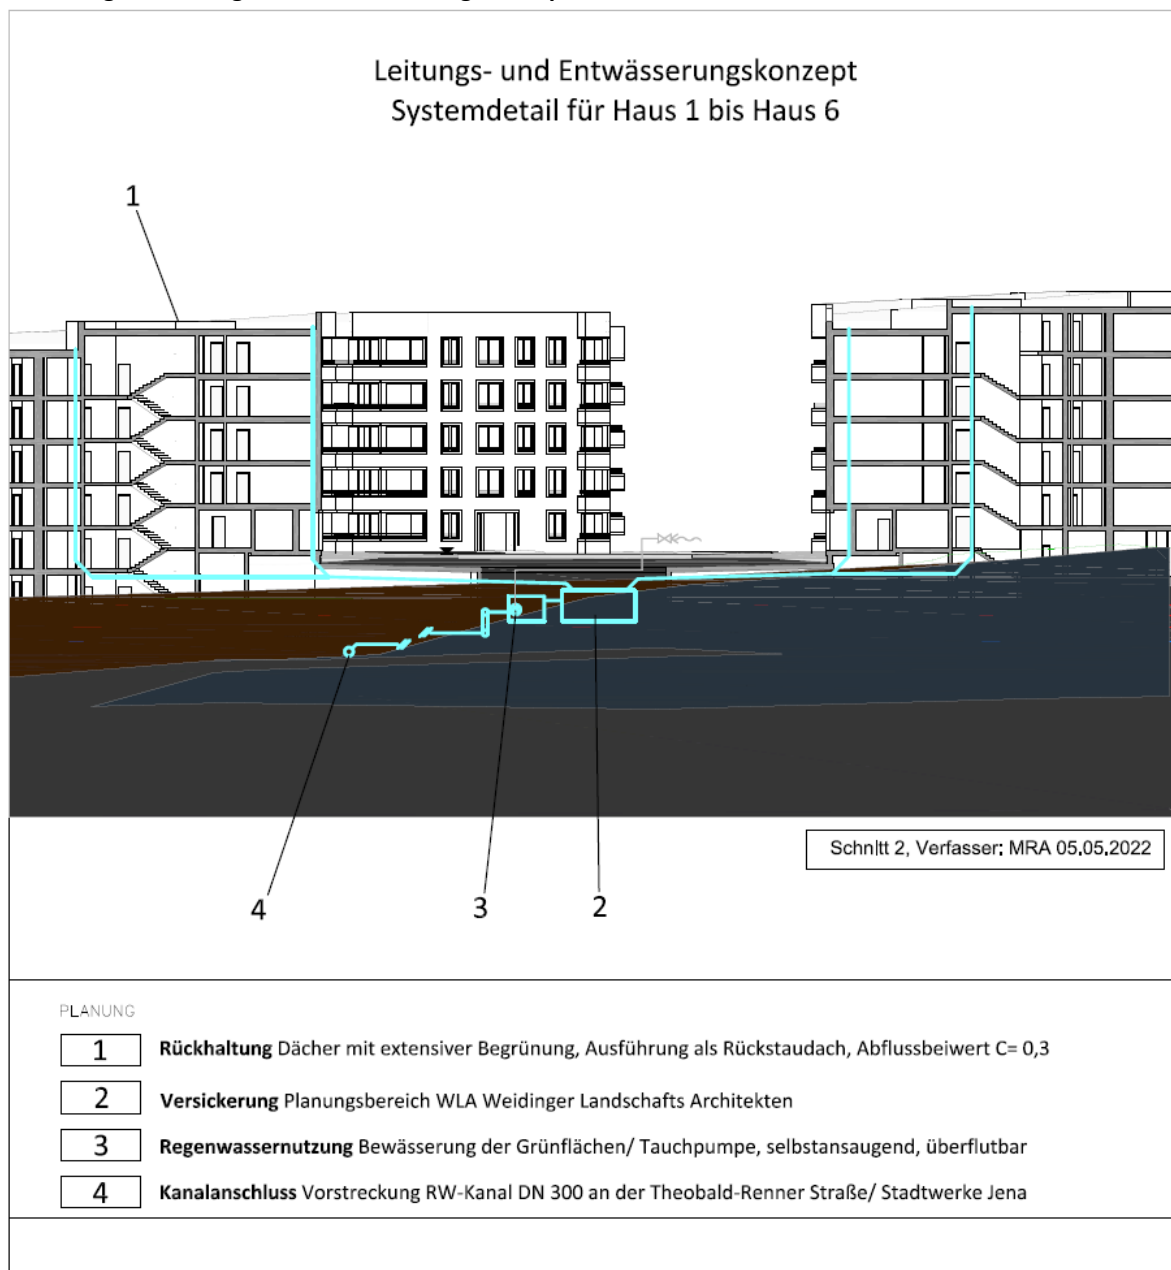 Leitungs- und Entwässerungskonzept
Systemdetail für Haus 1 bis Haus 6
1
Schnitt 2, Verfasser: MRA 05.05.2022
4
3
2
PLANUNG
1 Rückhaltung Dächer mit extensiver Begrünung, Ausführung als Rückstaudach, Abflussbeiwert C= 0,3
2 Versickerung Planungsbereich WLA Weidinger Landschafts Architekten
3 Regenwassernutzung Bewässerung der Grünflächen/ Tauchpumpe, selbstansaugend, überflutbar
4 Kanalanschluss Vorstreckung RW-Kanal DN 300 an der Theobald-Renner Straße/ Stadtwerke Jena